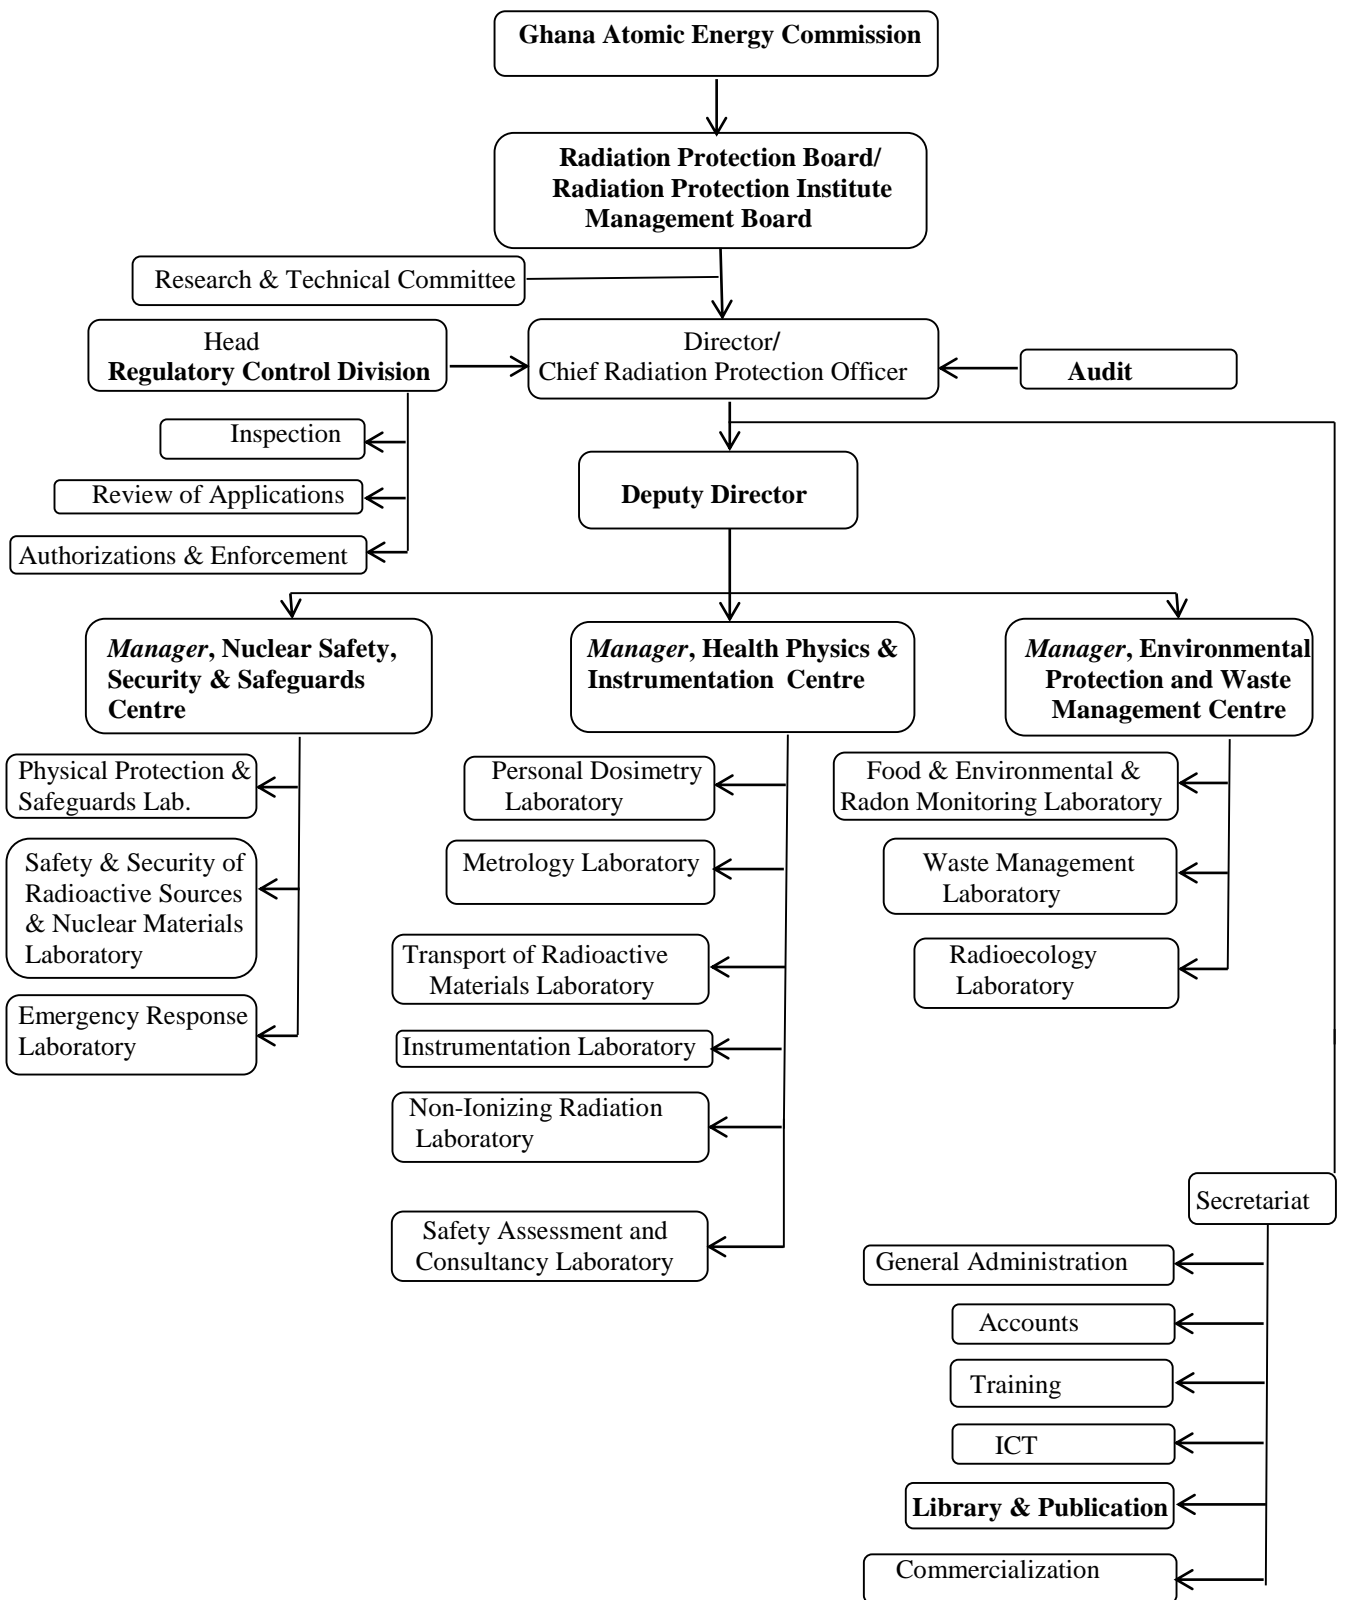 Ghana Atomic Energy Commission
Radiation Protection Board/
Radiation Protection Institute
Management Board
Research & Technical Committee
Head
Regulatory Control Division
Director/
Chief Radiation Protection Officer
Audit
Inspection
Review of Applications
Authorizations & Enforcement
Deputy Director
Manager, Nuclear Safety,
Security & Safeguards
Centre
Manager, Health Physics &
Instrumentation Centre
Manager, Environmental
Protection and Waste
Management Centre
Physical Protection &
Safeguards Lab.
Safety & Security of
Radioactive Sources
& Nuclear Materials
Laboratory
Emergency Response
Laboratory
Personal Dosimetry
Laboratory
Metrology Laboratory
Transport of Radioactive
Materials Laboratory
Instrumentation Laboratory
Non-Ionizing Radiation
Laboratory
Safety Assessment and
Consultancy Laboratory
Food & Environmental &
Radon Monitoring Laboratory
Waste Management
Laboratory
Radioecology
Laboratory
Secretariat
General Administration
Accounts
Training
ICT
Library & Publication
Commercialization